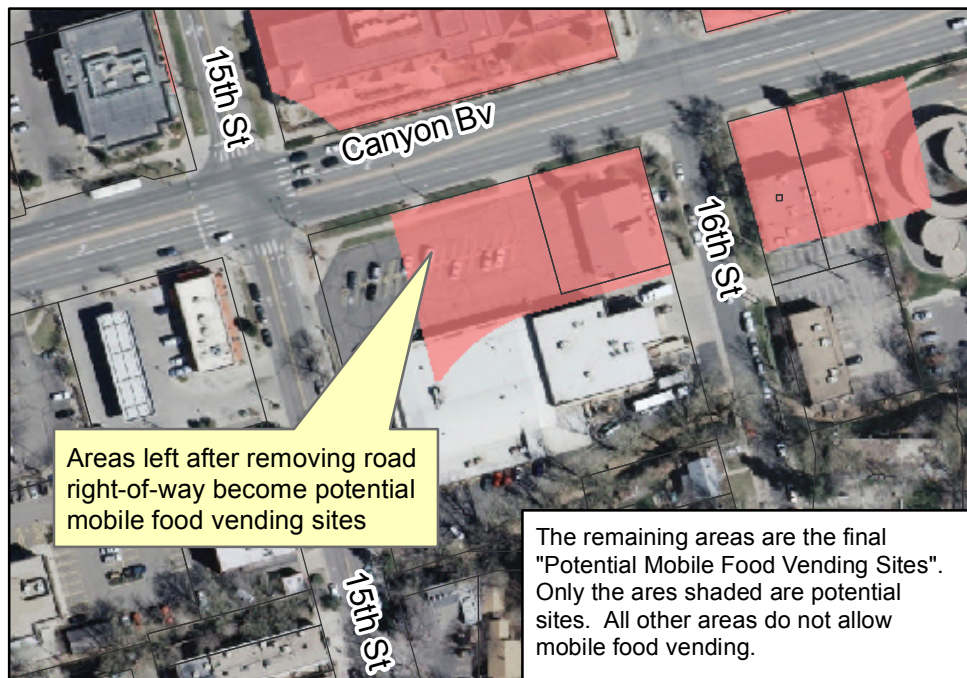 15th St
Canyon Bv
16th St
Areas left after removing road
right-of-way become potential
mobile food vending sites
15th St
The remaining areas are the final
"Potential Mobile Food Vending Sites".
Only the ares shaded are potential
sites.  All other areas do not allow
mobile food vending.